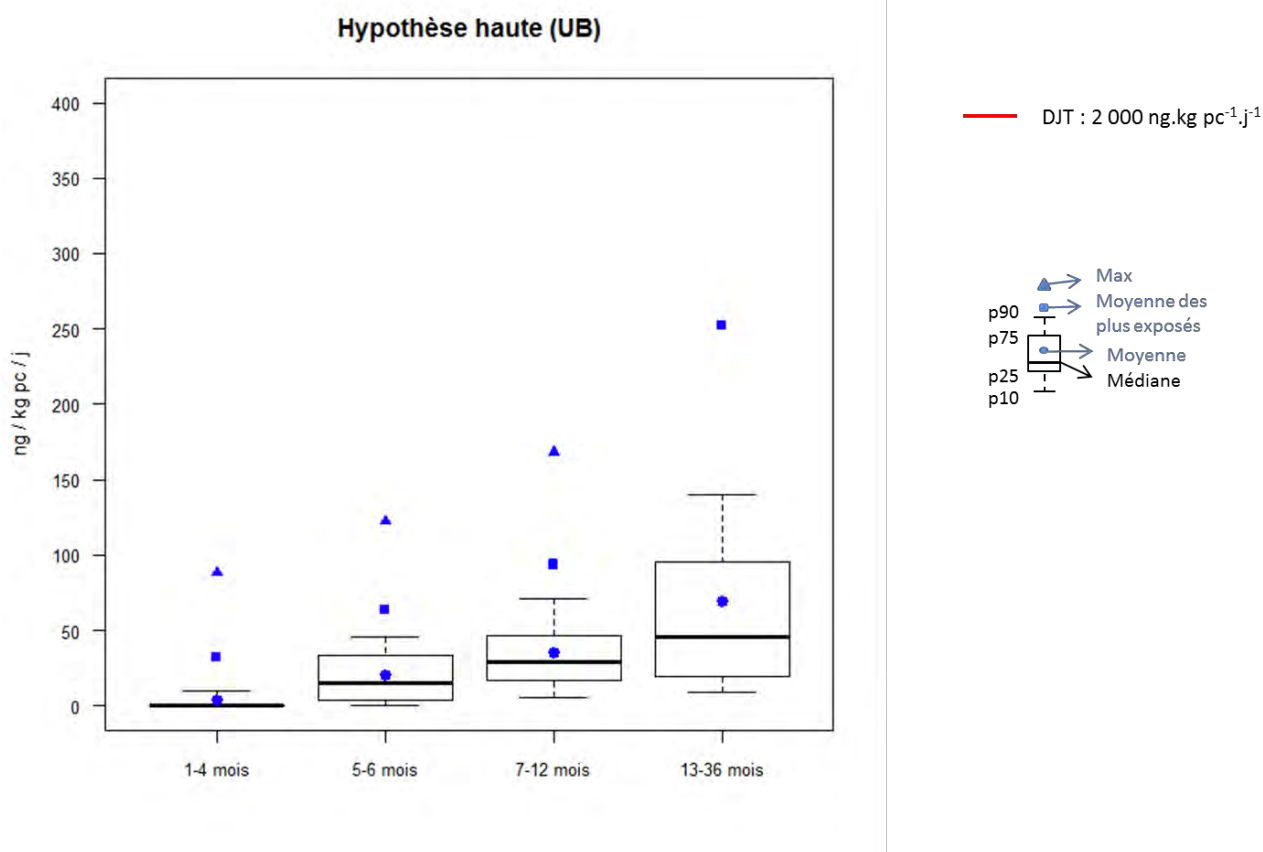 Hypothèse haute (UB)
400
350
300
250
200
150
100
50
0
ng / kg pc / j
1-4 mois
5-6 mois
7-12 mois
13-36 mois
DJT : 2 000 ng.kg pc-1.j-1
Max
Moyenne des
plus exposés
Moyenne
Médiane
p90
p75
p25
p10